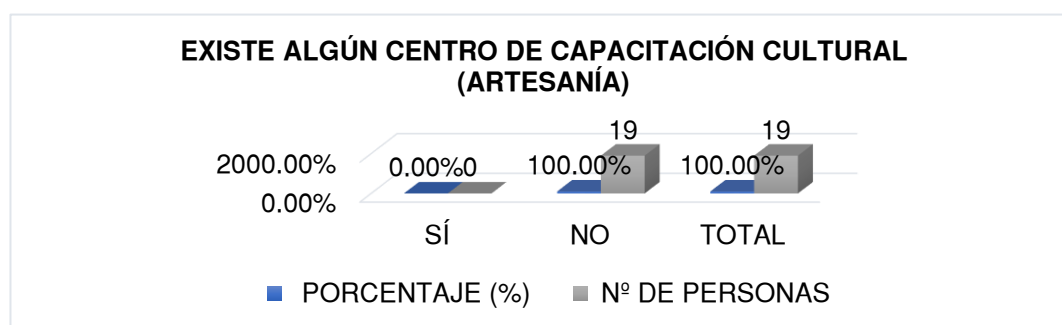 EXISTE ALGÚN CENTRO DE CAPACITACIÓN CULTURAL
(ARTESANÍA)
19 19
2000.00% 0.00% 0 100.00% 100.00%
0.00%
SÍ NO TOTAL
PORCENTAJE (%) Nº DE PERSONAS